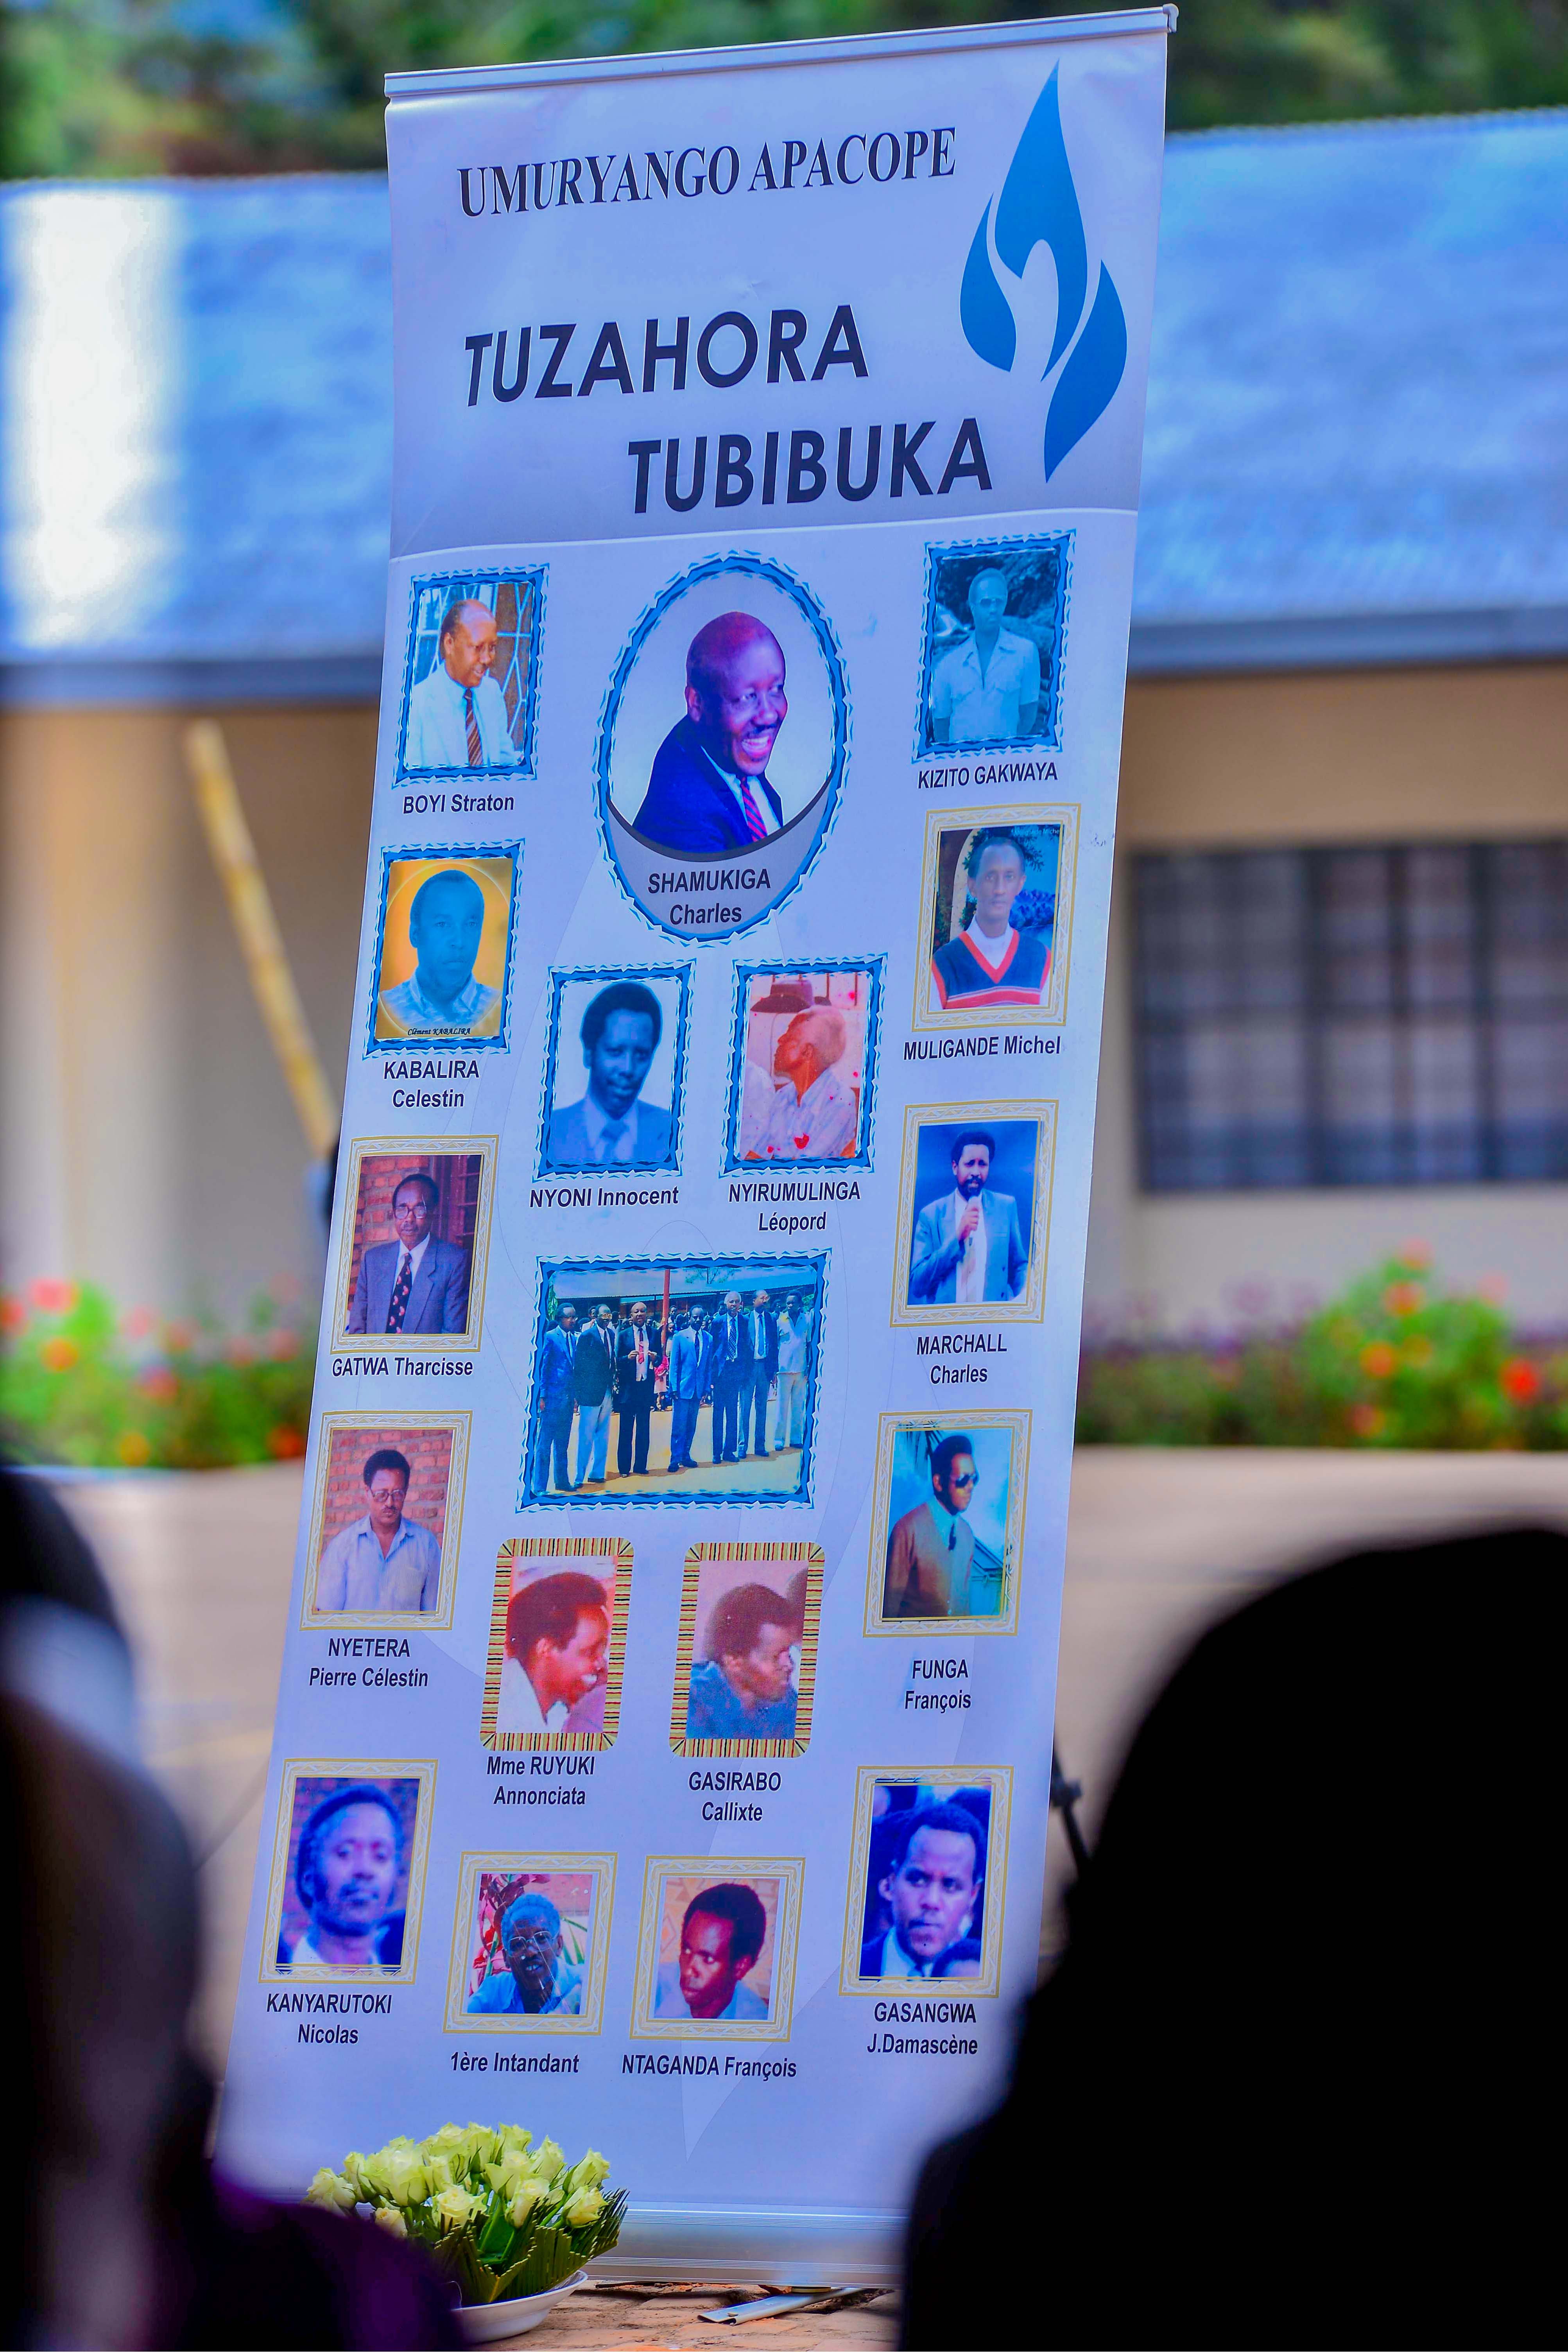 UMURYANGO APACOPE
TUZAHORA
TUBIBUKA
BOYI Straton
SHAMUKIGA
Charles
KIZITO GAKWAYA
Clément KABALIRA
KABALIRA
Celestin
MULIGANDE Michel
NYONI Innocent
NYIRUMULINGA
Léopord
GATWA Tharcisse
MARCHALL
Charles
NYETERA
Pierre Célestin
FUNGA
François
Mme RUYUKI
Annonciata
GASIRABO
Callixte
KANYARUTOKI
Nicolas
1ère Intandant
NTAGANDA François
GASANGWA
J.Damascène